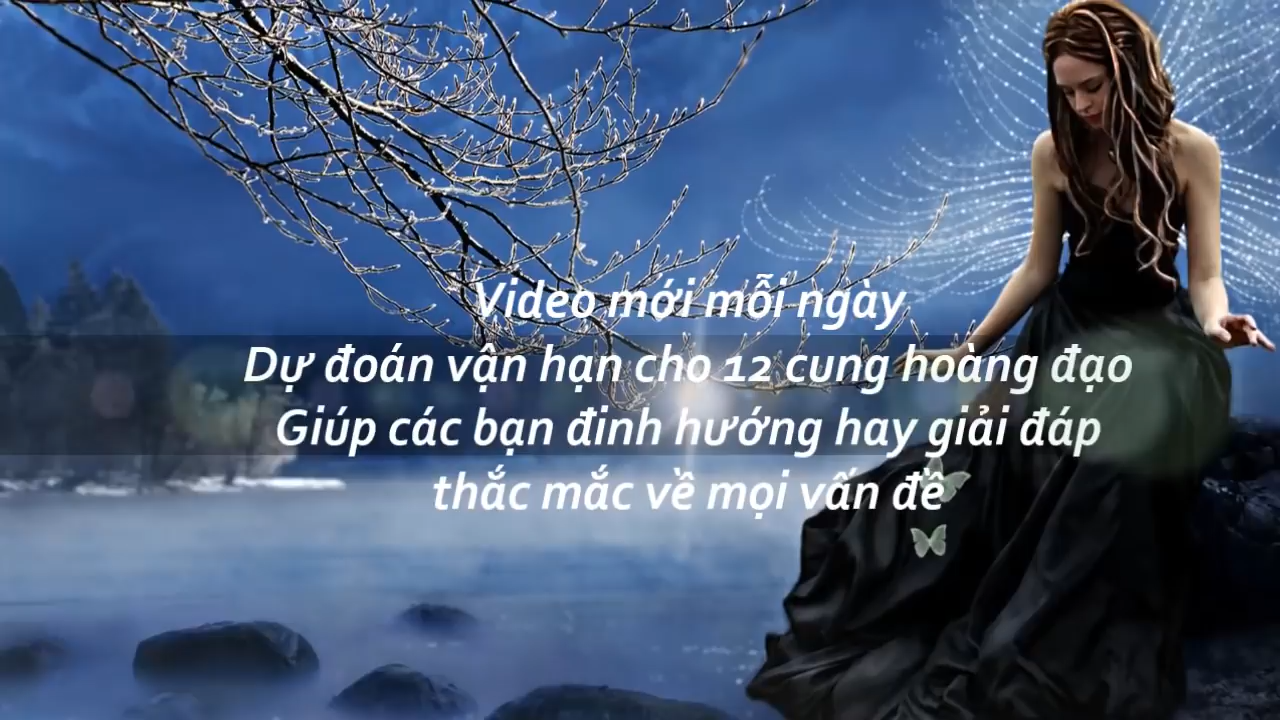 Video mới mỗi ngày
Dự đoán vận hạn cho 12 cung hoàng đạo
Giúp các bạn đinh hướng hay giải đáp
thắc mắc về mọi vấn đề